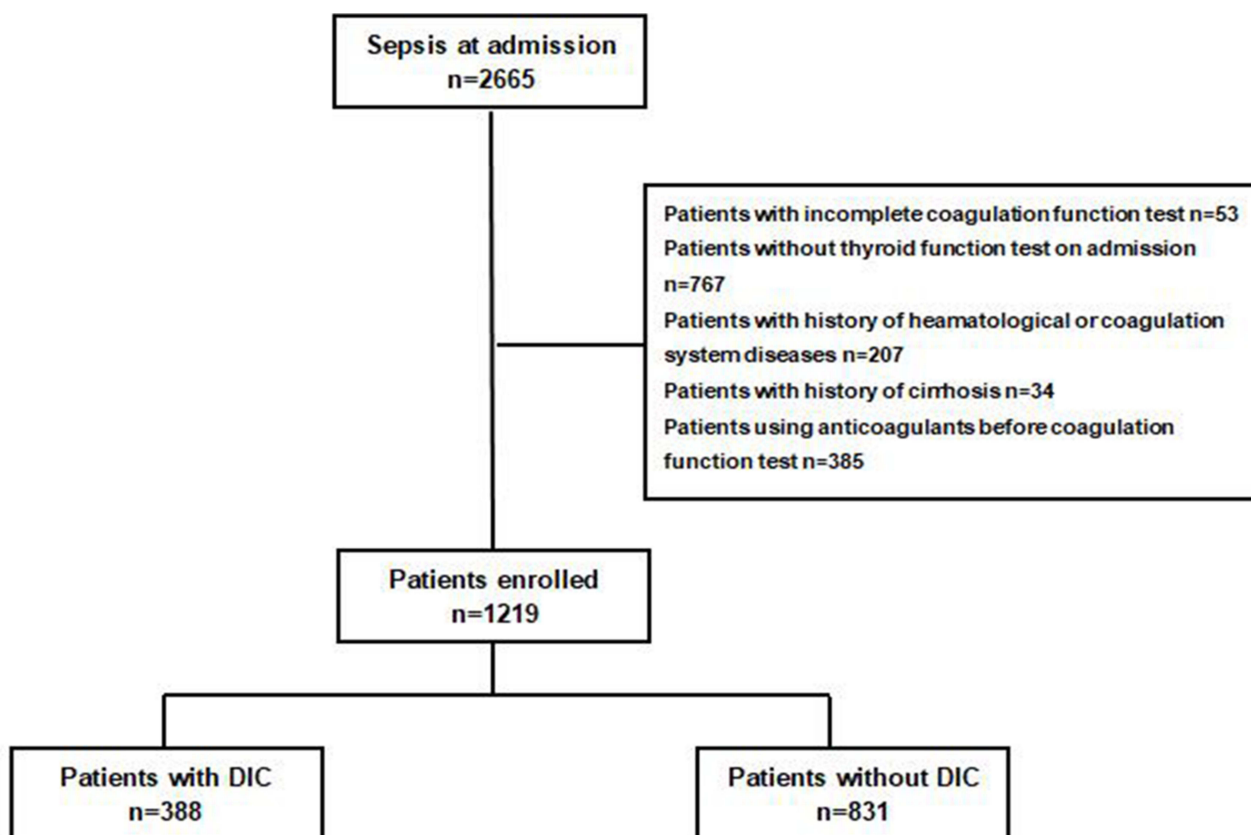 Sepsis at admission
n=2665
Patients with incomplete coagulation function test n=53
Patients without thyroid function test on admission
n=767
Patients with history of heamatological or coagulation
system diseases n=207
Patients with history of cirrhosis n=34
Patients using anticoagulants before coagulation
function test n=385
Patients enrolled
n=1219
Patients with DIC
n=388
Patients without DIC
n=831